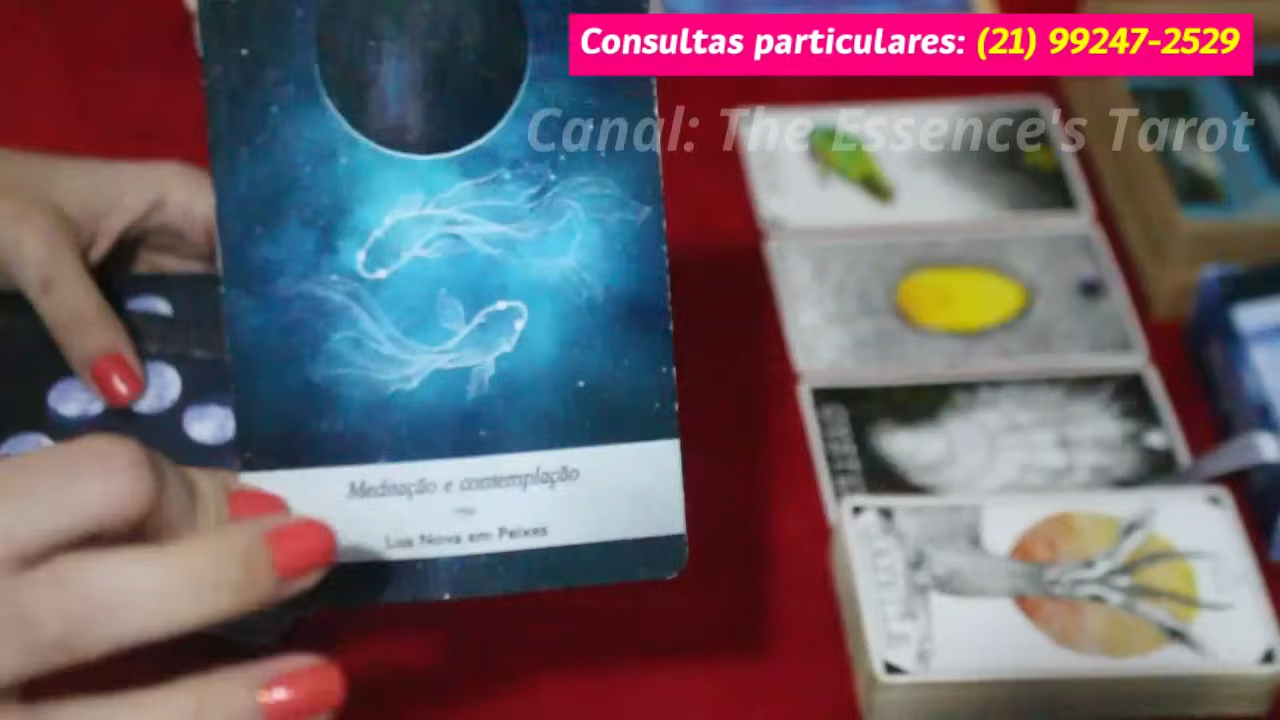 Consultas particulares: (21) 99247-2529
Canal: The Essence's Tarot
Meditação e contemplação
Lua Nova em Peixes